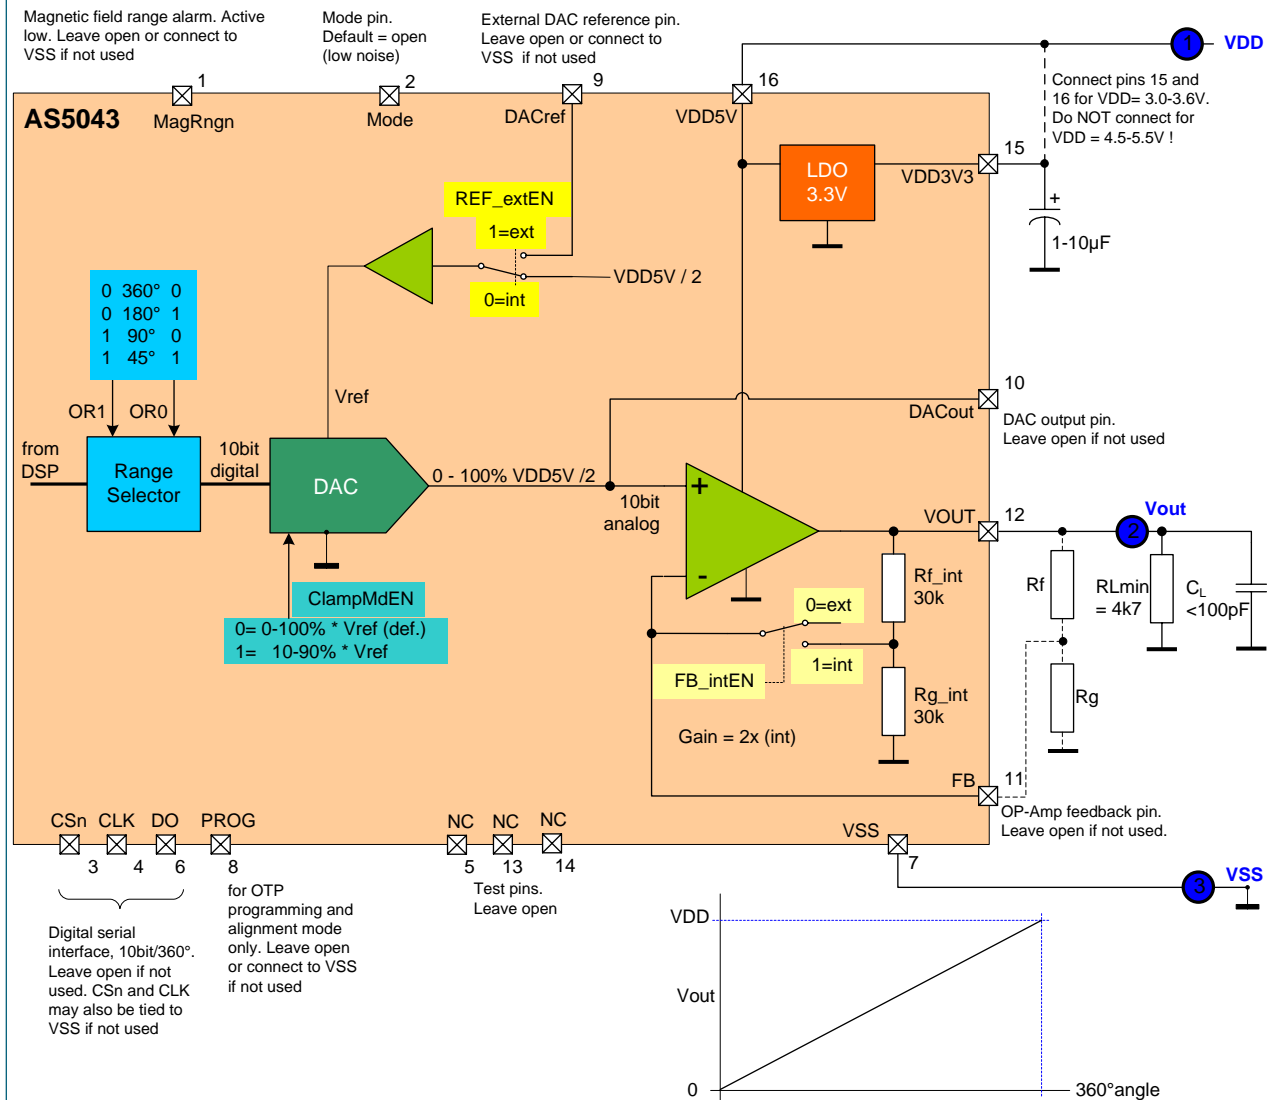 Magnetic field range alarm. Active
low. Leave open or connect to
VSS if not used
Mode pin.
Default = open
(low noise)
External DAC reference pin.
Leave open or connect to
VSS if not used
1
VDD
1
2
9
16
Connect pins 15 and
16 for VDD= 3.0-3.6V.
Do NOT connect for
VDD = 4.5-5.5V !
AS5043
MagRngn
Mode
DACref
VDD5V
15
LDO
3.3V
VDD3V3
+
1-10µF
REF_extEN
1=ext
VDD5V / 2
0=int
0 360° 0
0 180° 1
1 90° 0
1 45° 1
OR1
OR0
Vref
10
DACout
DAC output pin.
Leave open if not used
from
DSP
Range
Selector
10bit
digital
DAC
0 - 100% VDD5V /2
10bit
analog
+
-
VOUT
12
Vout
2
ClampMdEN
0= 0-100% * Vref (def.)
1= 10-90% * Vref
Rf_int
30k
0=ext
1=int
FB_intEN
Rg_int
30k
Gain = 2x (int)
Rf
RLmin
= 4k7
CL
<100pF
Rg
FB
11
OP-Amp feedback pin.
Leave open if not used.
CSn
CLK
DO
PROG
NC
NC
NC
VSS
3
4
6
8
5
13
14
7
Test pins.
Leave open
for OTP
programming and
alignment mode
only. Leave open
or connect to VSS
if not used
Digital serial
interface, 10bit/360°.
Leave open if not
used. CSn and CLK
may also be tied to
VSS if not used
3
VSS
VDD
Vout
0
360°angle